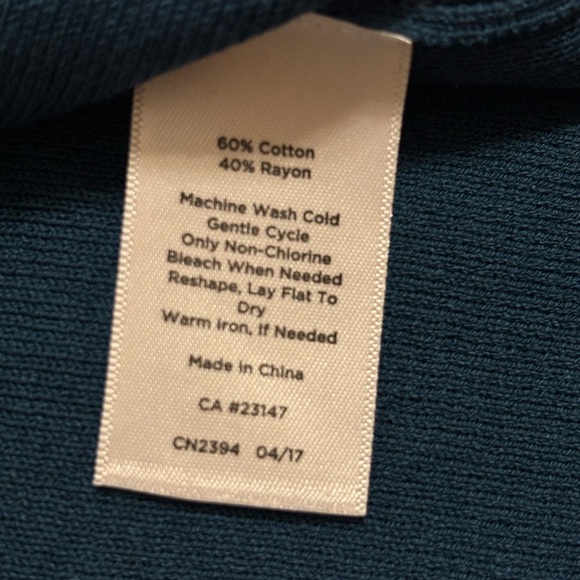 60% Cotton
40% Rayon
Machine Wash Cold
Gentle Cycle
Only Non-Chlorine
Bleach When Needed
Reshape, Lay Flat To
Dry
Warm Iron, If Needed
Made in China
CA #23147
CN2394 04/17